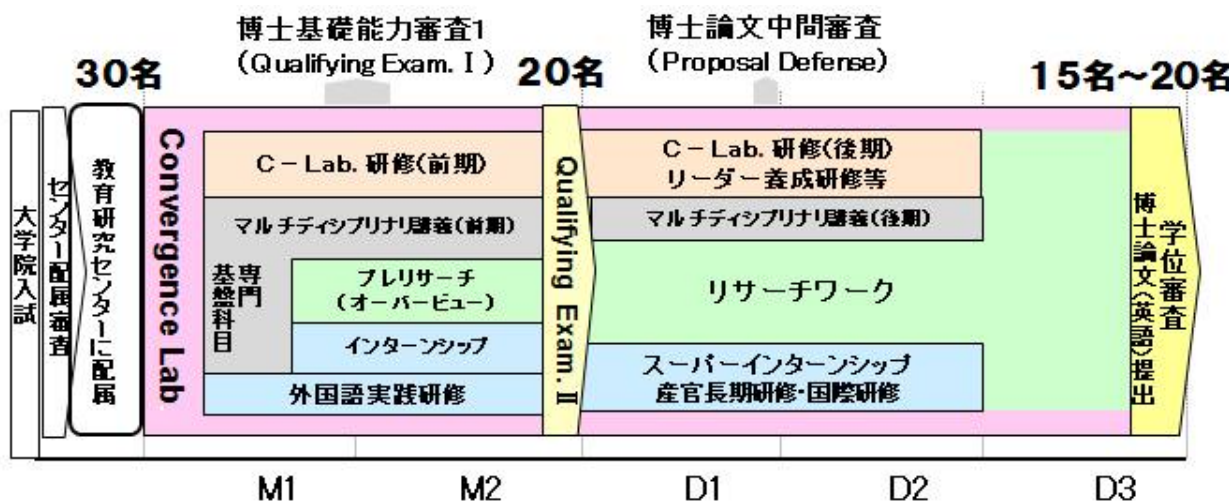 博士基礎能力審査1
(Qualifying Exam. Ⅰ)
博士論文中間審査
(Proposal Defense)
30名
20名
15名～20名
大学院入試
センター配属審査
教育研究センターに配属
Convergence Lab
C－Lab. 研修(前期)
マルチディシプリナリ講義(前期)
専門
基盤科目
プレリサーチ
(オーバービュー)
インターンシップ
外国語実践研修
Qualifying Exam. Ⅱ
C－Lab. 研修(後期)
リーダー養成研修等
マルチディシプリナリ講義(後期)
リサーチワーク
スーパーインターンシップ
産官長期研修・国際研修
学位審査
博士論文(英語)提出
M1
M2
D1
D2
D3